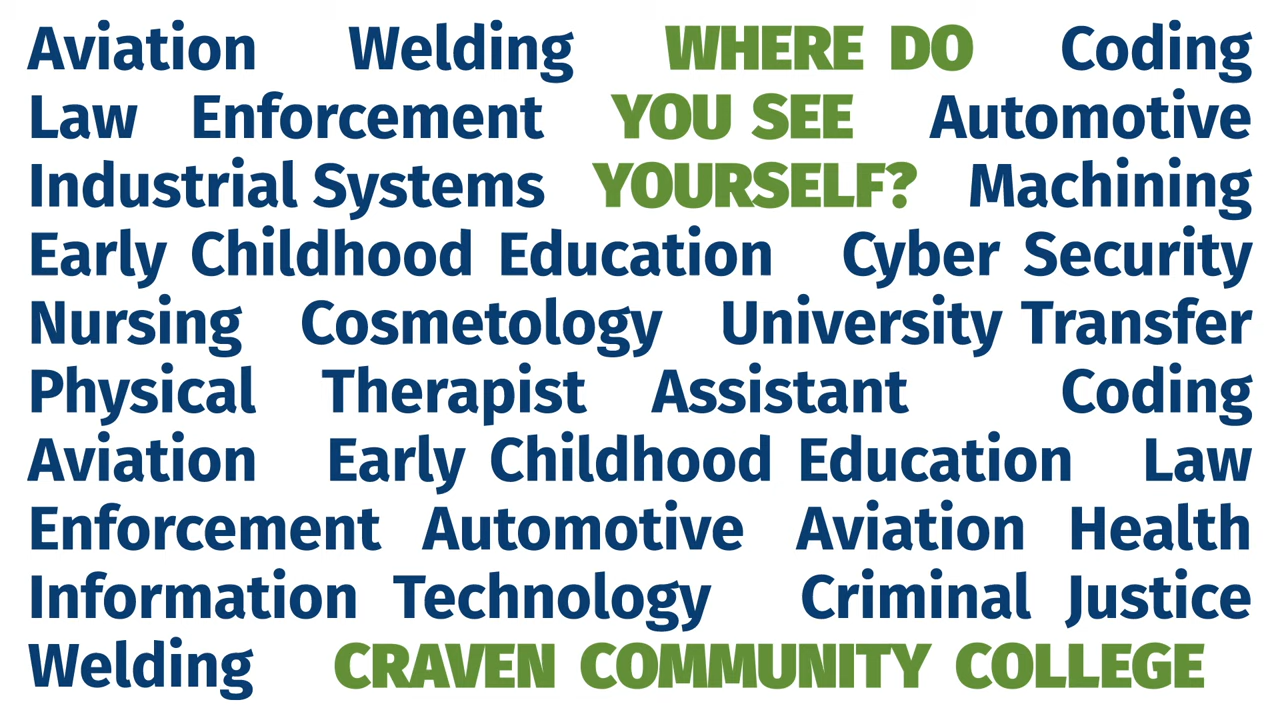 Aviation Welding WHERE DO Coding
Law Enforcement YOU SEE Automotive
Industrial Systems YOURSELF? Machining
Early Childhood Education Cyber Security
Nursing Cosmetology University Transfer
Physical Therapist Assistant Coding
Aviation Early Childhood Education Law
Enforcement Automotive Aviation Health
Information Technology Criminal Justice
Welding CRAVEN COMMUNITY COLLEGE